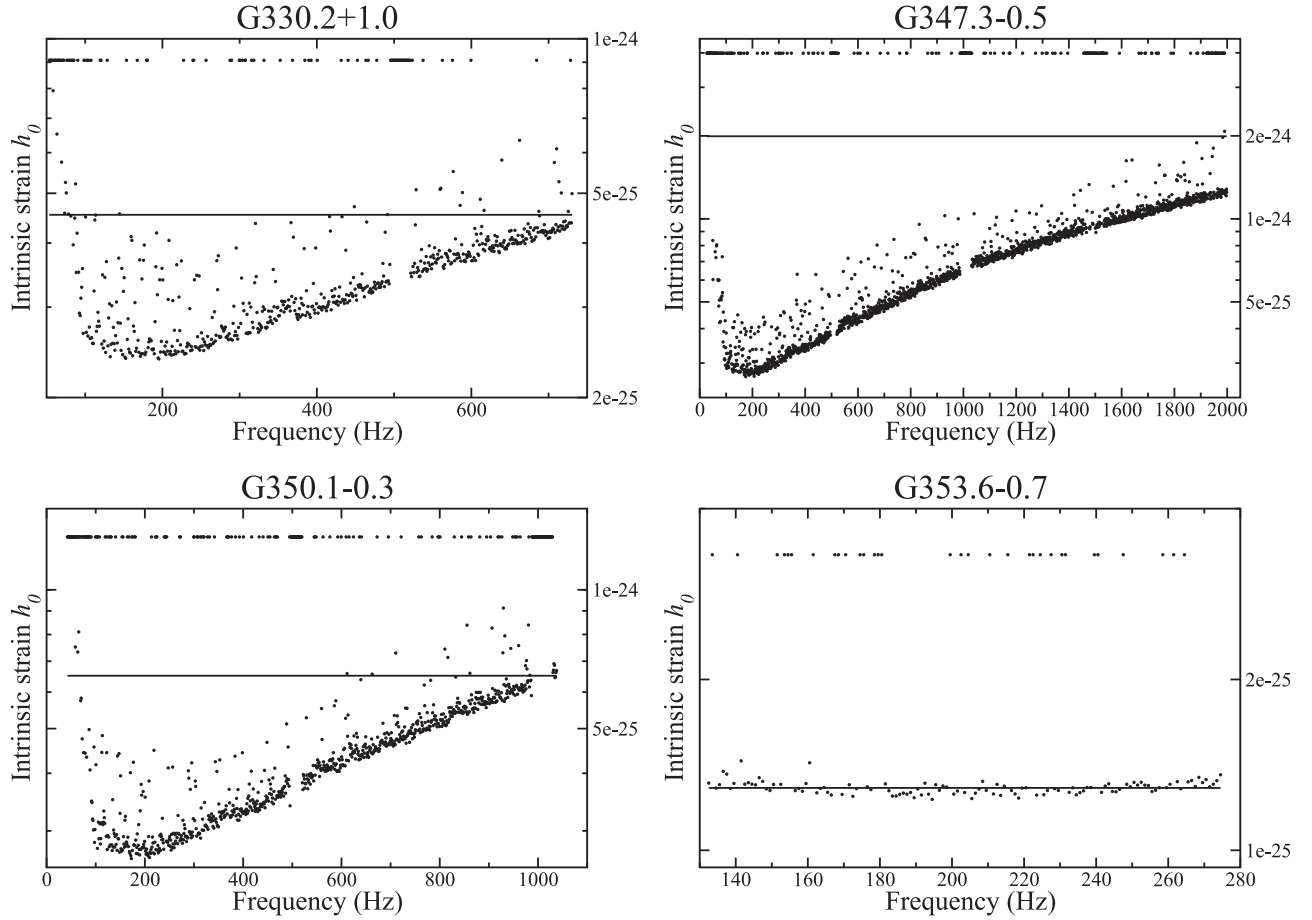 G330.2+1.0
Intrinsic strain h0
1e-24
5e-25
2e-25
200 400 600
Frequency (Hz)
G347.3-0.5
Intrinsic strain h0
2e-24
1e-24
5e-25
0 200 400 600 800 1000 1200 1400 1600 1800 2000
Frequency (Hz)
G350.1-0.3
Intrinsic strain h0
1e-24
5e-25
0 200 400 600 800 1000
Frequency (Hz)
G353.6-0.7
Intrinsic strain h0
2e-25
1e-25
140 160 180 200 220 240 260 280
Frequency (Hz)